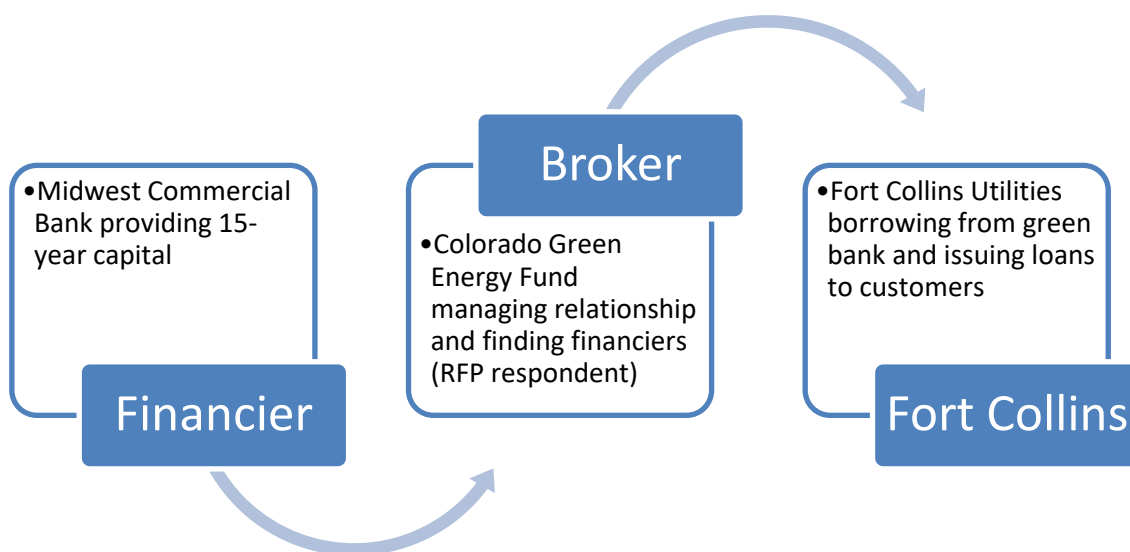 •Midwest Commercial
Bank providing 15-
year capital
Financier
Broker
•Colorado Green
Energy Fund
managing relationship
and finding financiers
(RFP respondent)
•Fort Collins Utilities
borrowing from green
bank and issuing loans
to customers
Fort Collins